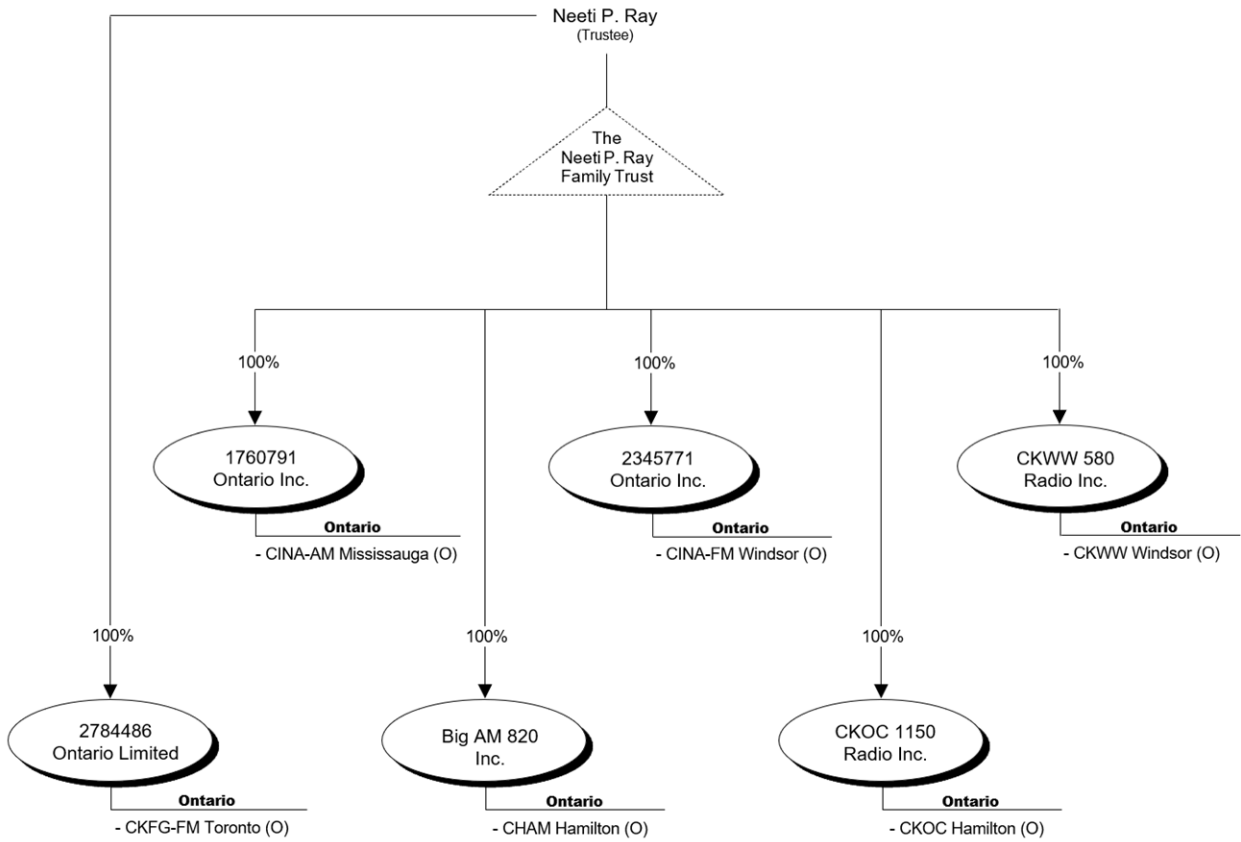 Neeti P. Ray
(Trustee)
The
Neeti P. Ray
Family Trust
100%
100%
100%
1760791
Ontario Inc.
2345771
Ontario Inc.
CKWW 580
Radio Inc.
Ontario
- CINA-AM Mississauga (O)
Ontario
- CINA-FM Windsor (O)
Ontario
- CKWW Windsor (O)
100%
100%
100%
2784486
Ontario Limited
Big AM 820
Inc.
CKOC 1150
Radio Inc.
Ontario
- CKFG-FM Toronto (O)
Ontario
- CHAM Hamilton (O)
Ontario
- CKOC Hamilton (O)